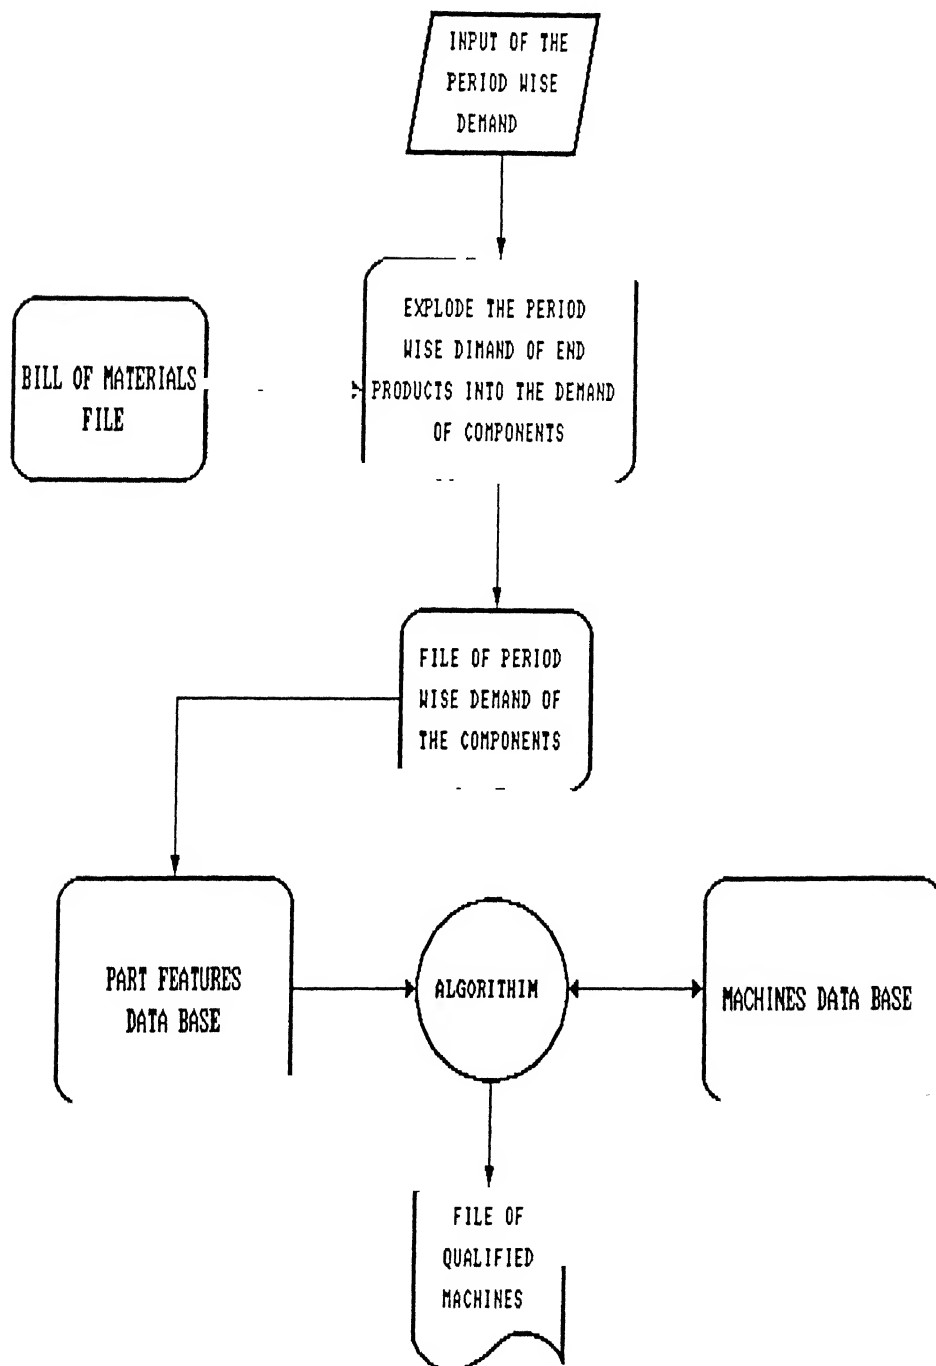 INPUT OF THE
PERIOD WISE
DEMAND
EXPLODE THE PERIOD
WISE DIMAND OF END
PRODUCTS INTO THE DEMAND
OF COMPONENTS
BILL OF MATERIALS
FILE
FILE OF PERIOD
WISE DEMAND OF
THE COMPONENTS
PART FEATURES
DATA BASE
ALGORITHIM
MACHINES DATA BASE
FILE OF
QUALIFIED
MACHINES